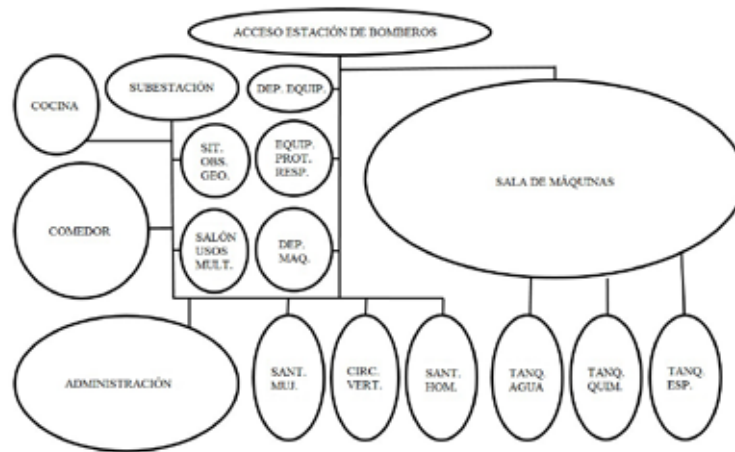 ACCESO ESTACIÓN DE BOMBEROS
COCINA
SUBESTACIÓN
DEP. EQUIP.
SIT.
OBS.
GEO.
EQUIP.
PROT.
RESP.
SALA DE MÁQUINAS
COMEDOR
SALÓN
USOS
MULT.
DEP.
MAQ.
ADMINISTRACIÓN
SANT.
MUJ.
CIRC.
VERT.
SANT.
HOM.
TANQ.
AGUA
TANQ.
QUIM.
TANQ.
ESP.